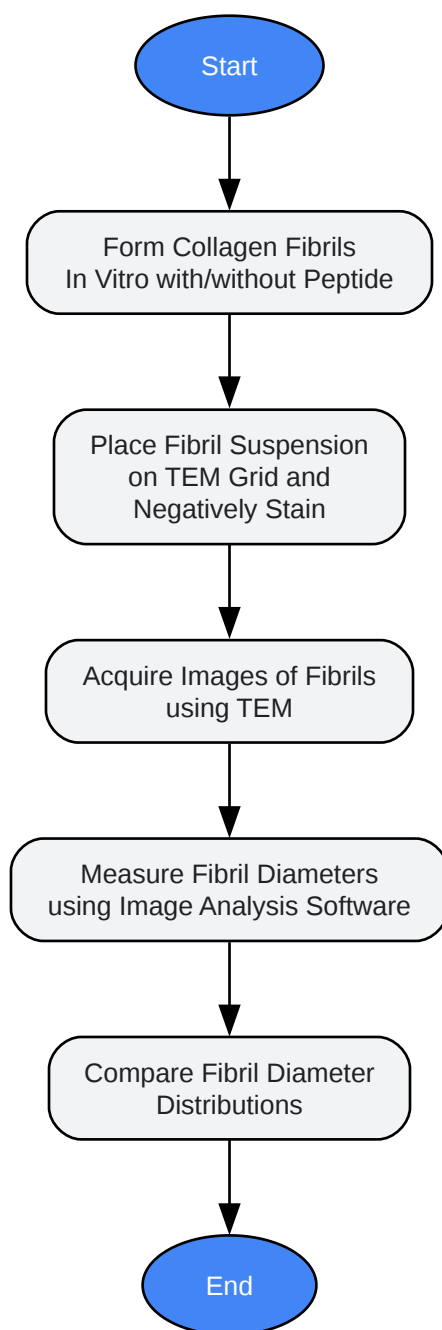 Start
Form Collagen Fibrils
In Vitro with/without Peptide
Place Fibril Suspension
on TEM Grid and
Negatively Stain
Acquire Images of Fibrils
using TEM
Measure Fibril Diameters
using Image Analysis Software
Compare Fibril Diameter
Distributions
End